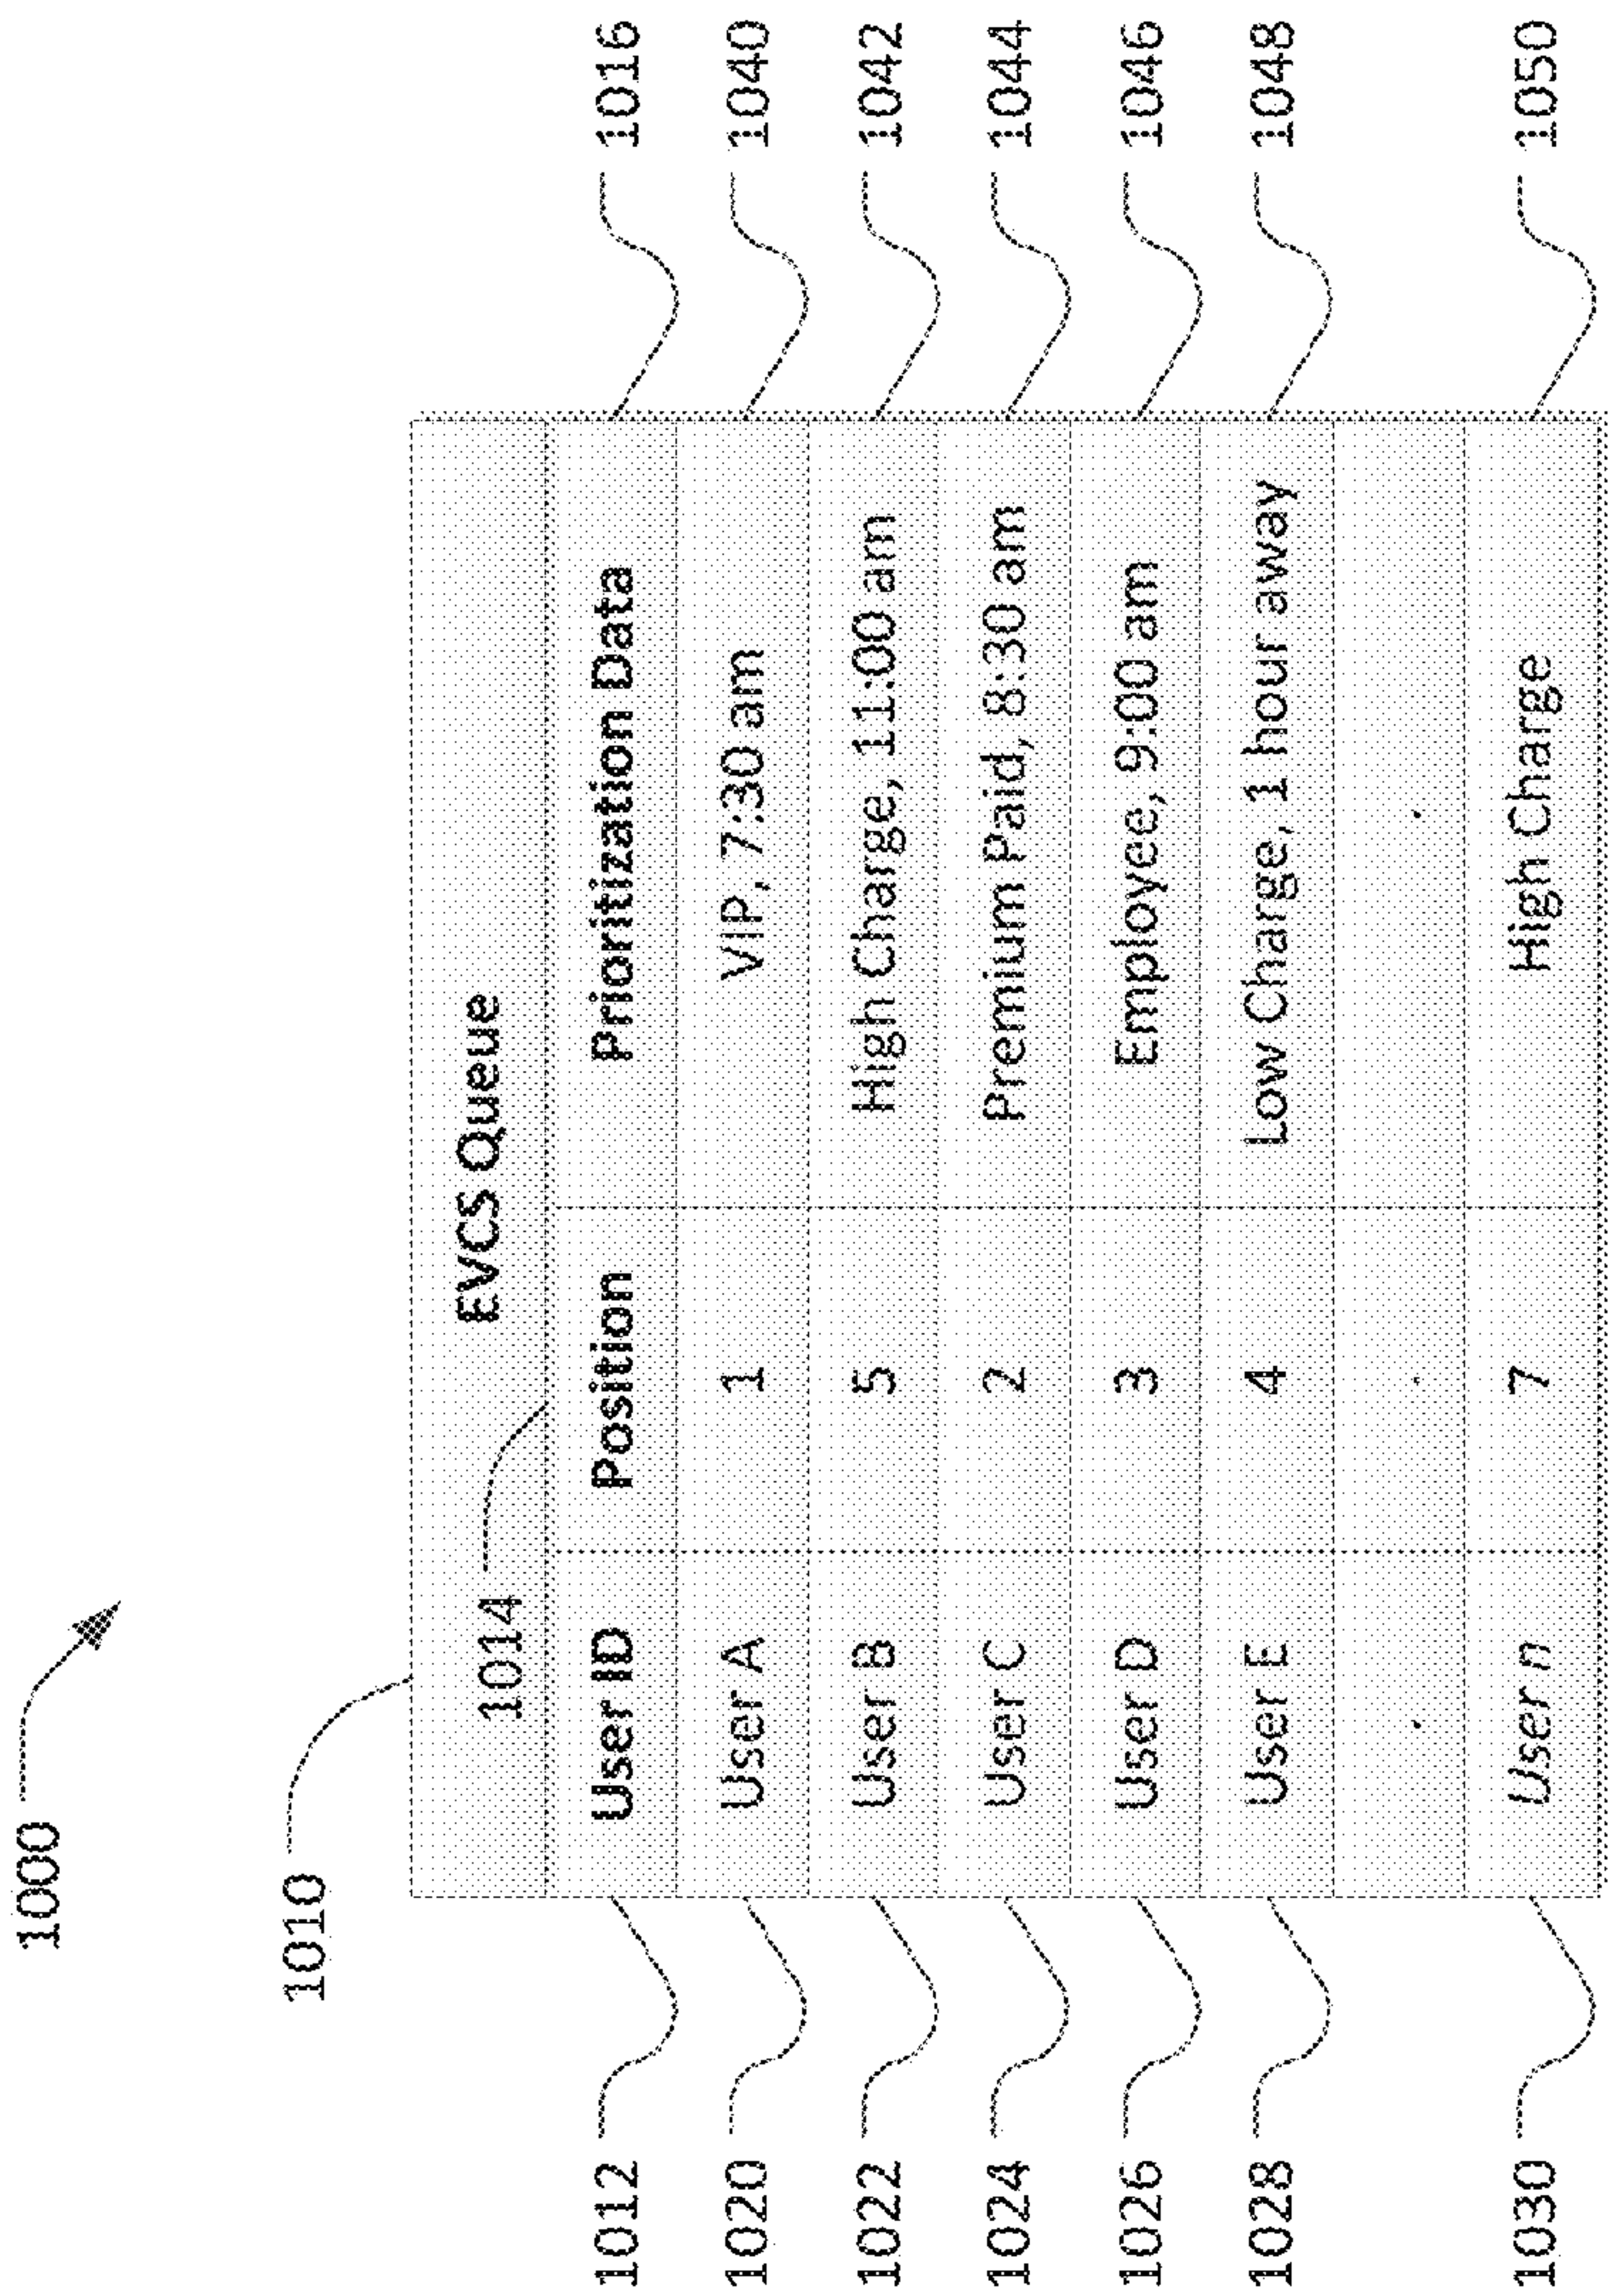 1000
1010
EVCS Queue
1014
1012 User ID Position Prioritization Data 1016
1020 User A 1 VIP, 7:30 am 1040
1022 User B 5 High Charge, 11:00 am 1042
1024 User C 2 Premium Paid, 8:30 am 1044
1026 User D 3 Employee, 9:00 am 1046
1028 User E 4 Low Charge, 1 hour away 1048
. . .
1030 User n 7 High Charge 1050